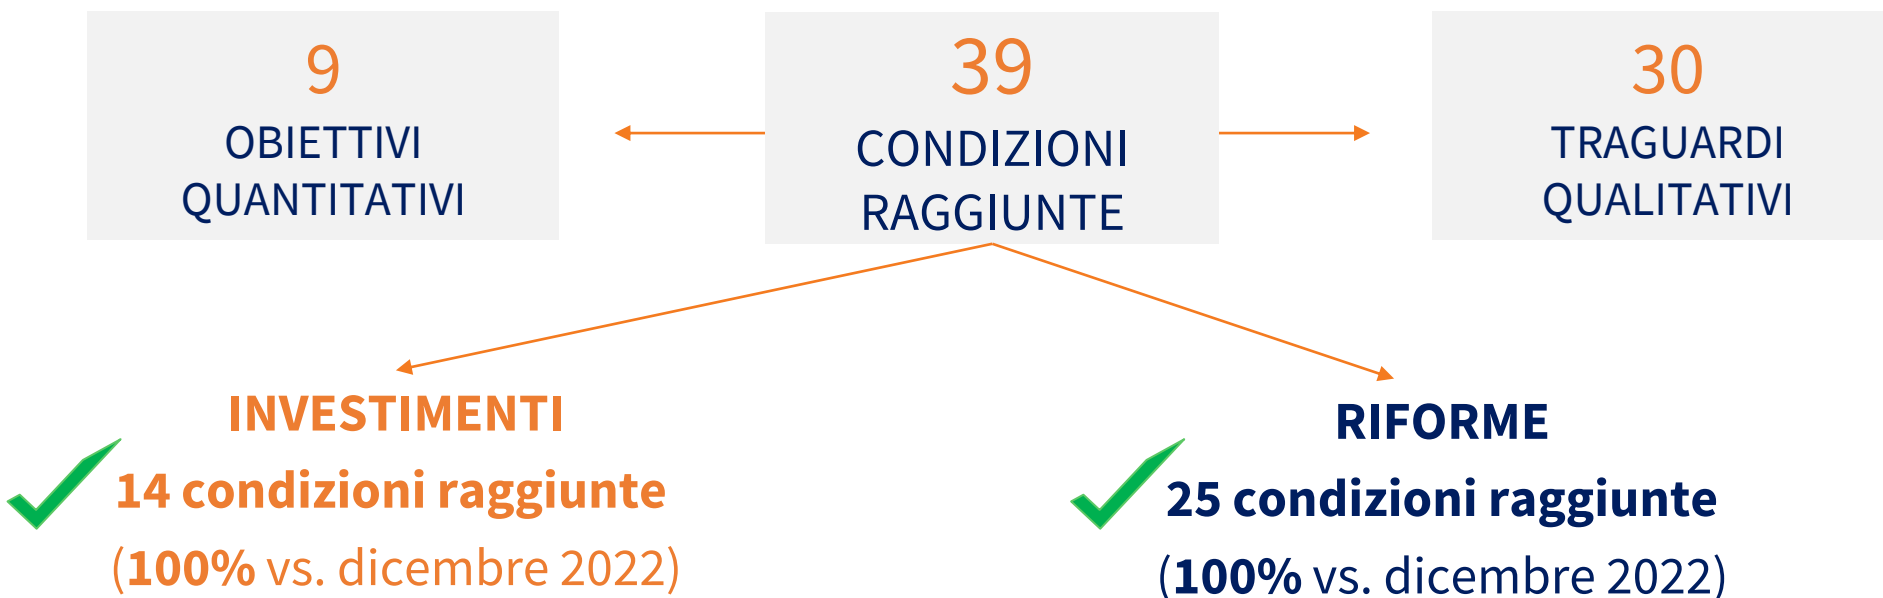 9
OBIETTIVI
QUANTITATIVI
39
CONDIZIONI
RAGGIUNTE
30
TRAGUARDI
QUALITATIVI
INVESTIMENTI
14 condizioni raggiunte
(100% vs. dicembre 2022)
RIFORME
25 condizioni raggiunte
(100% vs. dicembre 2022)